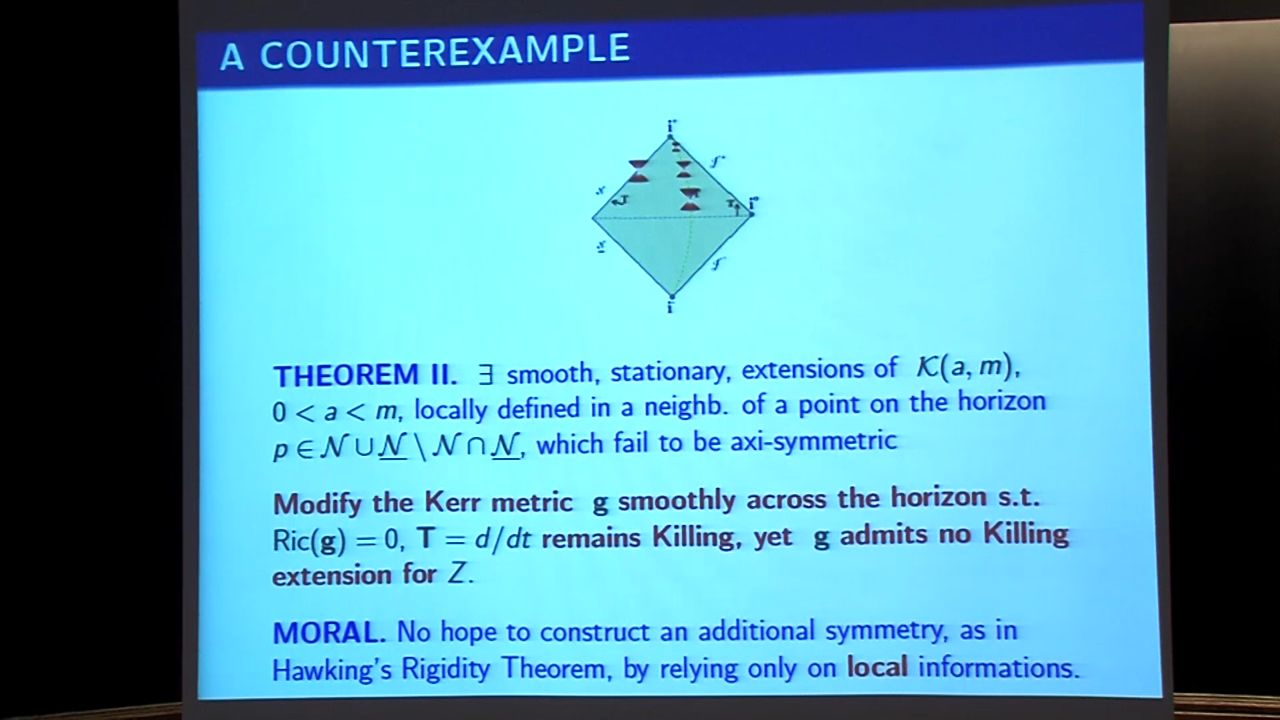 A COUNTEREXAMPLE
THEOREM II. ∃ smooth, stationary, extensions of K(a, m),
0 < a < m, locally defined in a neighb. of a point on the horizon
p ∈ N ∪ N \ N ∩ N, which fail to be axi-symmetric
Modify the Kerr metric g smoothly across the horizon s.t.
Ric(g) = 0, T = d/dt remains Killing, yet g admits no Killing
extension for Z.
MORAL. No hope to construct an additional symmetry, as in
Hawking's Rigidity Theorem, by relying only on local informations.